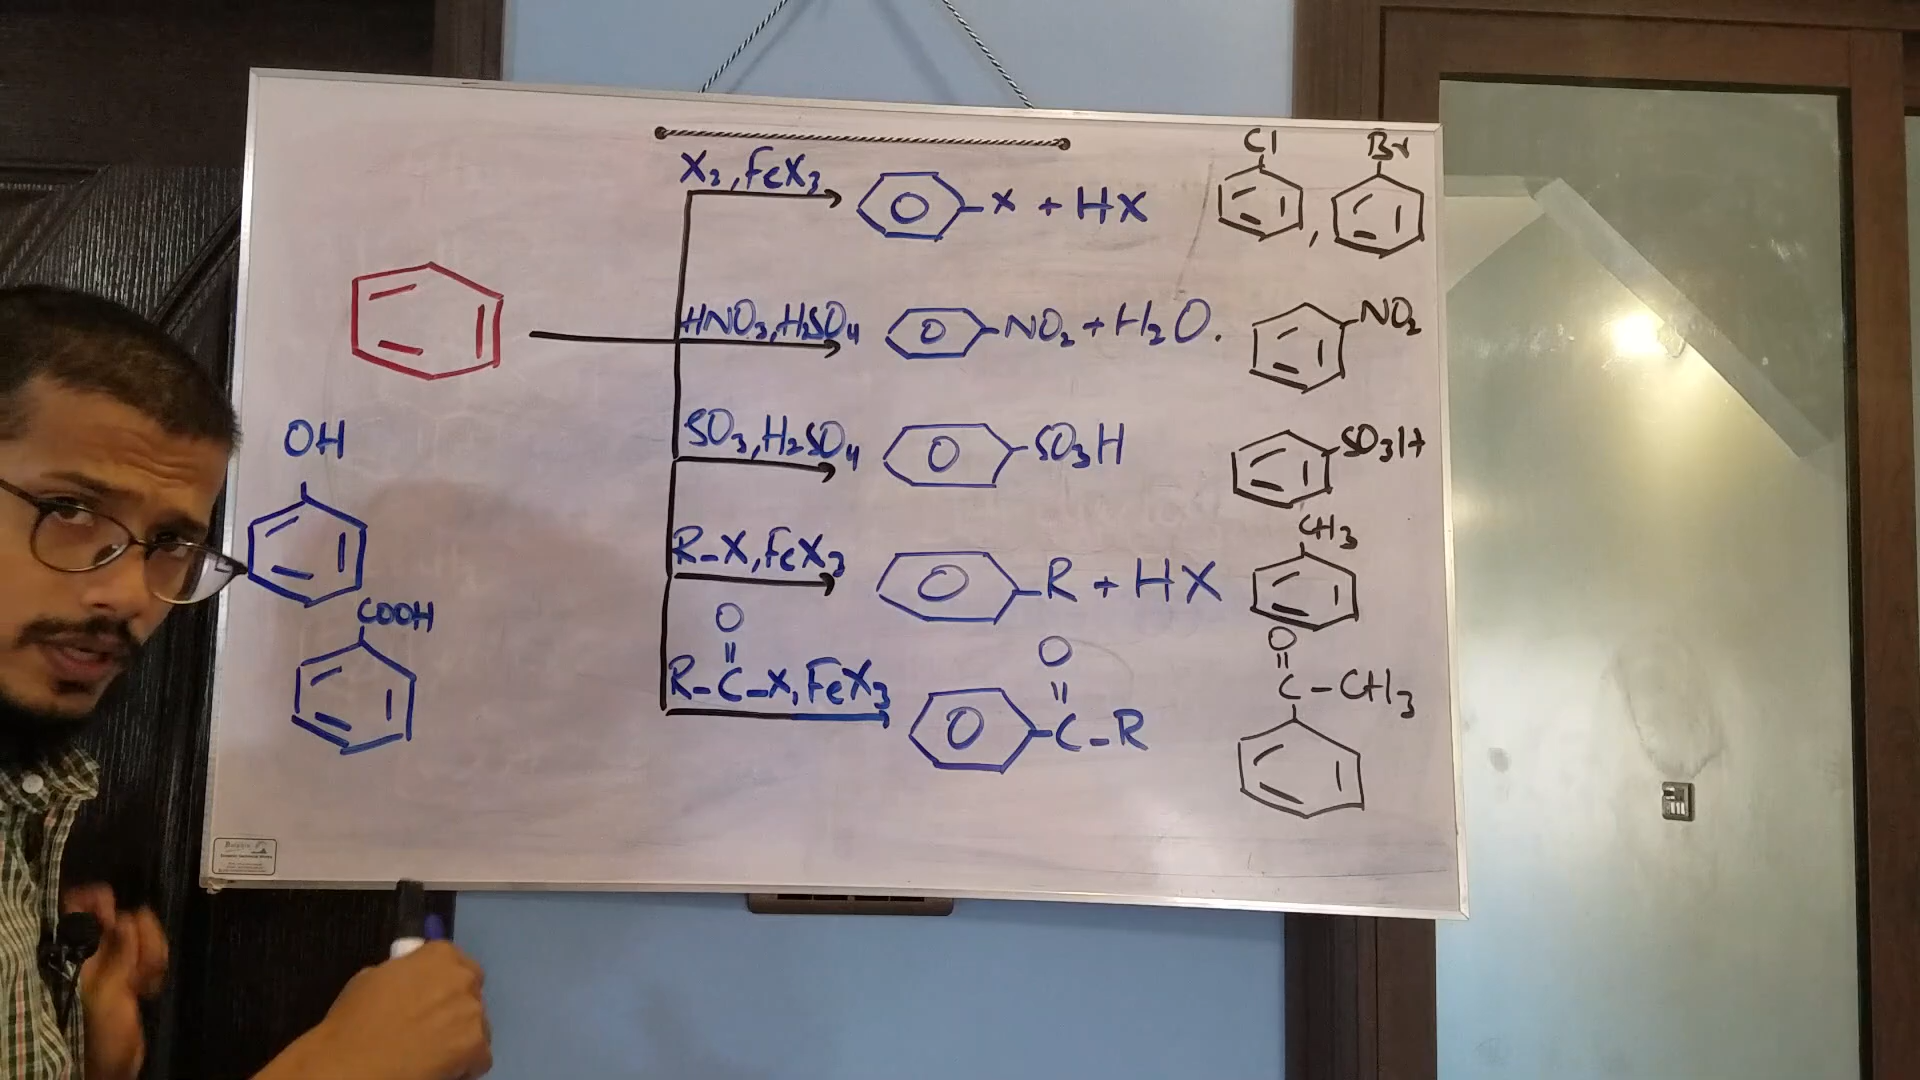 X₂, FeX₃
X + HX
Cl
Br
,
HNO₃, H₂SO₄
NO₂ + H₂O.
NO₂
SO₃, H₂SO₄
SO₃H
SO₃H
R-X, FeX₃
R + HX
CH₃
O
R-C-X, FeX₃
O
C-R
O
C-CH₃
OH
COOH